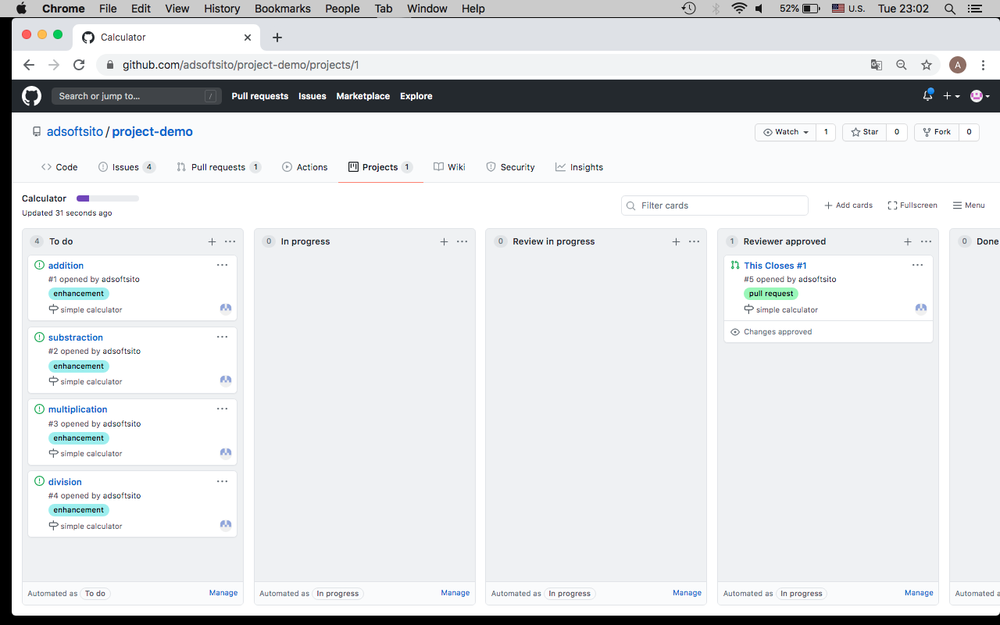 Chrome File Edit View History Bookmarks People Tab Window Help 52% U.S. Tue 23:02
Calculator
github.com/adsoftsito/project-demo/projects/1 A
Search or jump to... / Pull requests Issues Marketplace Explore
adsoftsito / project-demo Watch 1 Star 0 Fork 0
Code Issues 4 Pull requests 1 Actions Projects 1 Wiki Security Insights
Calculator
Updated 31 seconds ago
Filter cards Add cards Fullscreen Menu
4 To do
addition
#1 opened by adsoftsito
enhancement
simple calculator
substraction
#2 opened by adsoftsito
enhancement
simple calculator
multiplication
#3 opened by adsoftsito
enhancement
simple calculator
division
#4 opened by adsoftsito
enhancement
simple calculator
Automated as To do Manage
0 In progress
Automated as In progress Manage
0 Review in progress
Automated as In progress Manage
1 Reviewer approved
This Closes #1
#5 opened by adsoftsito
pull request
simple calculator
Changes approved
Automated as In progress Manage
0 Done
Automated as